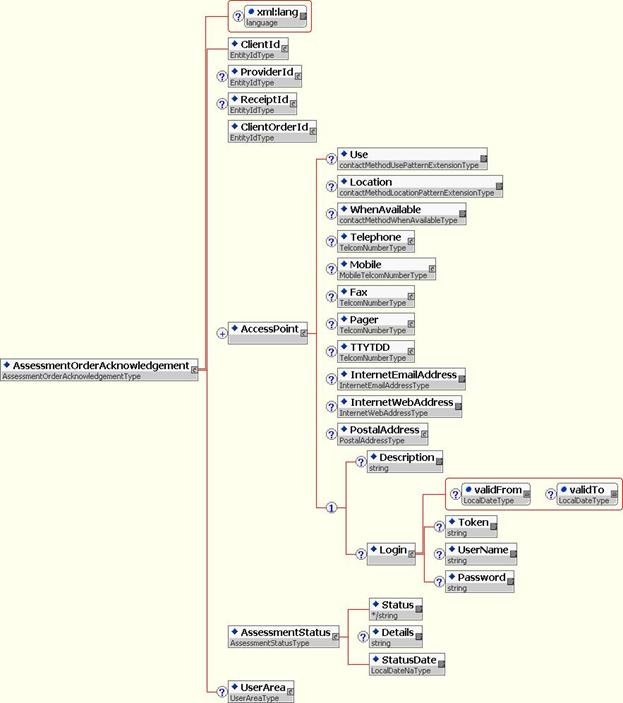 xml:lang
language
ClientId
EntityIdType
? ProviderId
EntityIdType
? ReceiptId
EntityIdType
ClientOrderId
EntityIdType
? Use
contactMethodUsePatternExtensionType
? Location
contactMethodLocationPatternExtensionType
? WhenAvailable
contactMethodWhenAvailableType
? Telephone
TelcomNumberType
? Mobile
MobileTelcomNumberType
? Fax
TelcomNumberType
? Pager
TelcomNumberType
+ AccessPoint
? TTYTDD
TelcomNumberType
AssessmentOrderAcknowledgement
AssessmentOrderAcknowledgementType
? InternetEmailAddress
InternetEmailAddressType
? InternetWebAddress
InternetWebAddressType
? PostalAddress
PostalAddressType
? Description
string
? validFrom
LocalDateType
? validTo
LocalDateType
1
? Token
string
? Login
? UserName
string
? Password
string
Status
*/string
AssessmentStatus
AssessmentStatusType
? Details
string
StatusDate
LocalDateNaType
? UserArea
UserAreaType